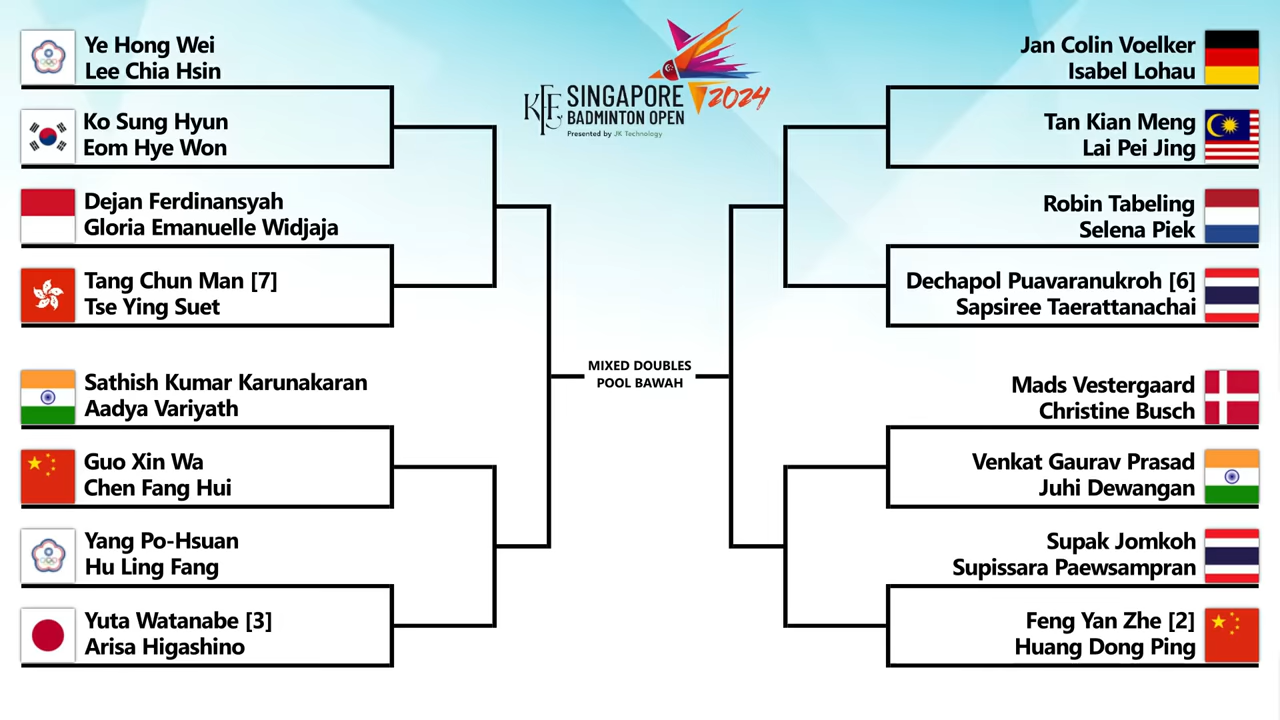 Ye Hong Wei
Lee Chia Hsin
Ko Sung Hyun
Eom Hye Won
Dejan Ferdinansyah
Gloria Emanuelle Widjaja
Tang Chun Man [7]
Tse Ying Suet
Sathish Kumar Karunakaran
Aadya Variyath
Guo Xin Wa
Chen Fang Hui
Yang Po-Hsuan
Hu Ling Fang
Yuta Watanabe [3]
Arisa Higashino
KFF SINGAPORE
BADMINTON OPEN
2024
Presented by JK Technology
MIXED DOUBLES
POOL BAWAH
Jan Colin Voelker
Isabel Lohau
Tan Kian Meng
Lai Pei Jing
Robin Tabeling
Selena Piek
Dechapol Puavaranukroh [6]
Sapsiree Taerattanachai
Mads Vestergaard
Christine Busch
Venkat Gaurav Prasad
Juhi Dewangan
Supak Jomkoh
Supissara Paewsampran
Feng Yan Zhe [2]
Huang Dong Ping